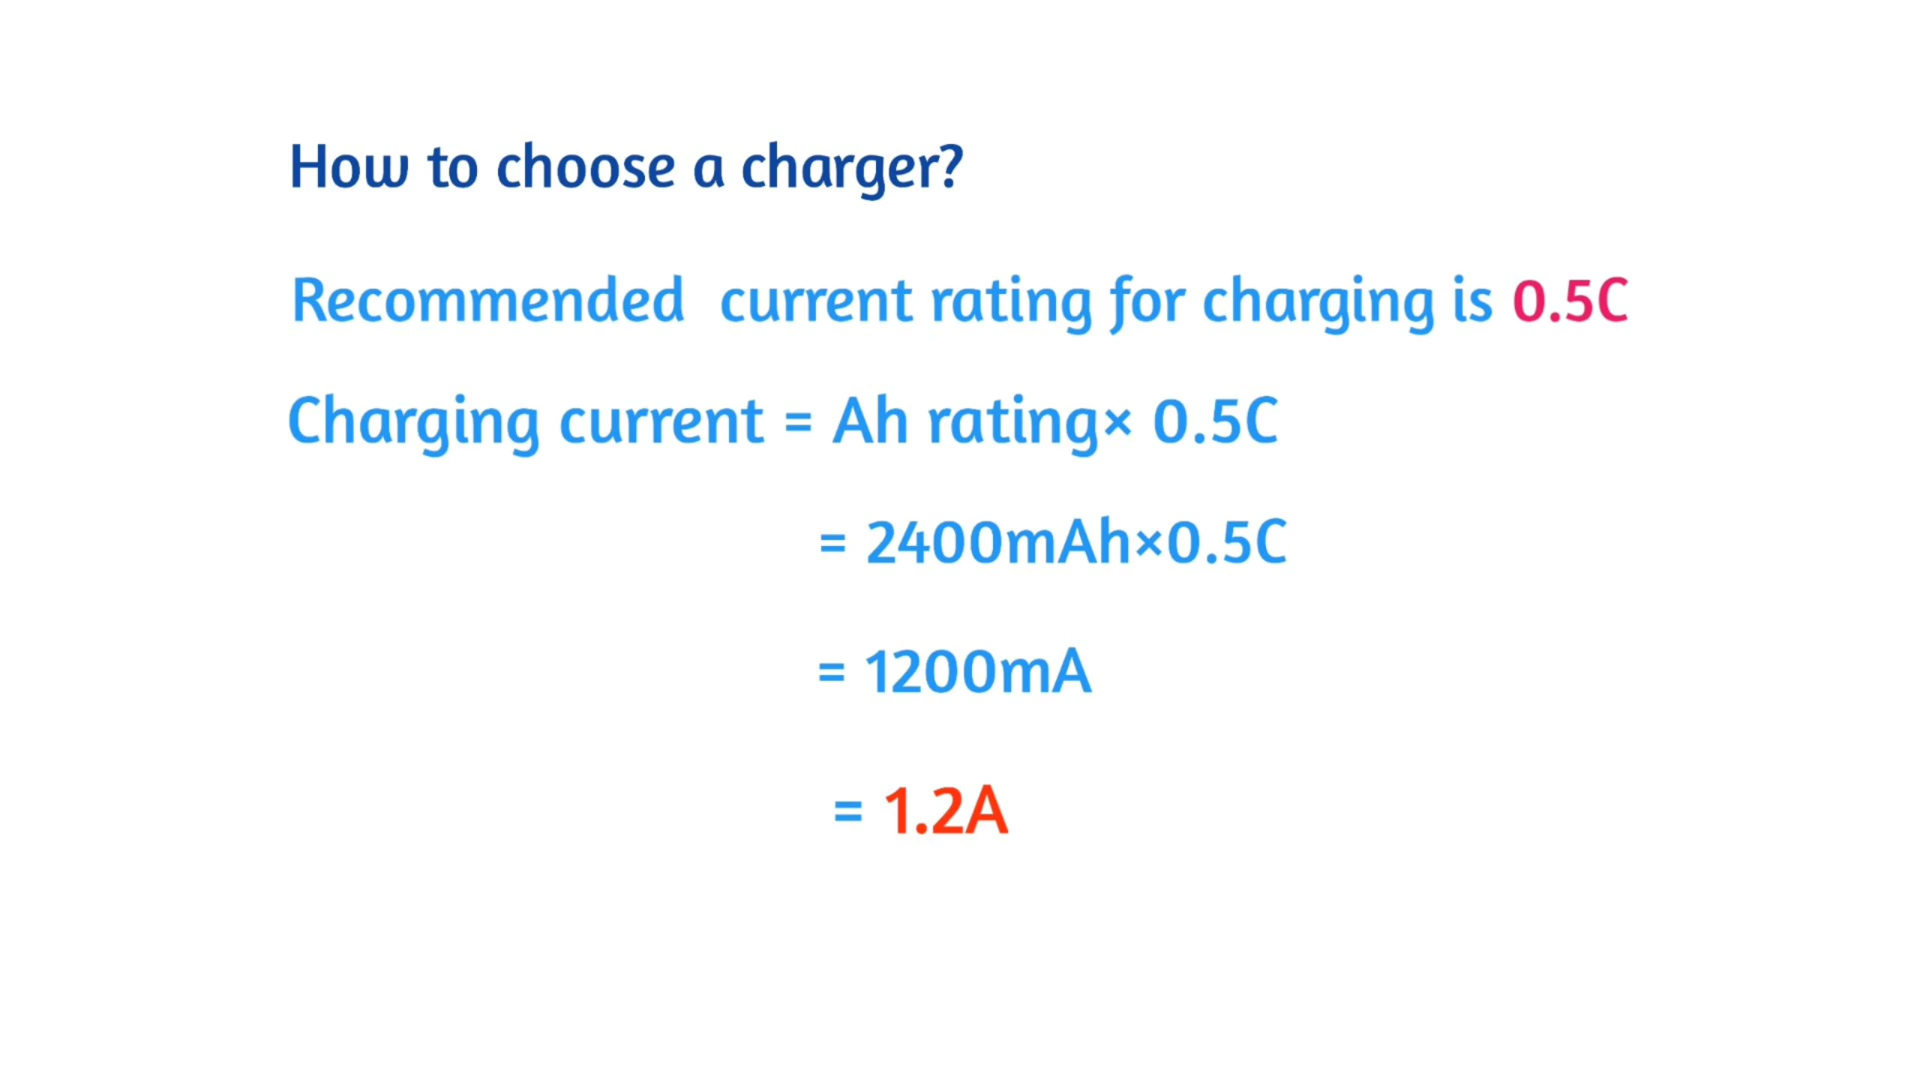 How to choose a charger?
Recommended current rating for charging is 0.5C
Charging current = Ah rating× 0.5C
= 2400mAh×0.5C
= 1200mA
= 1.2A